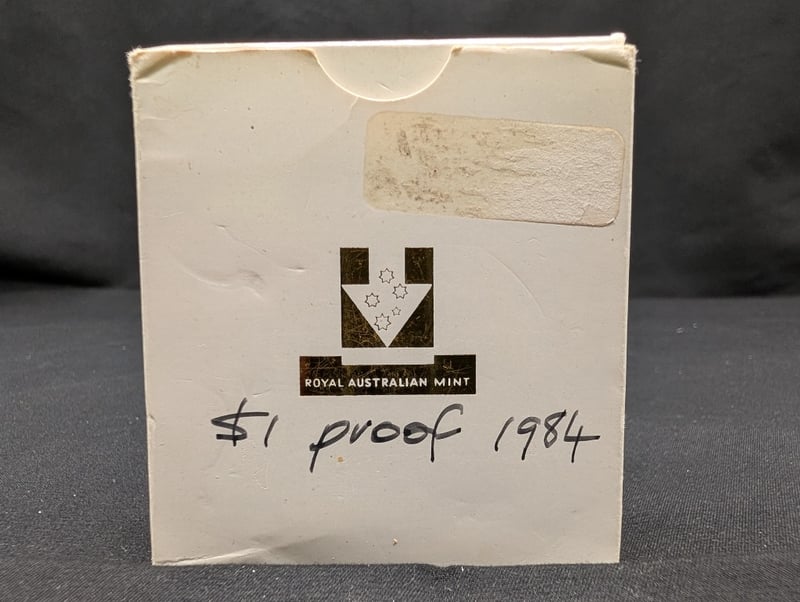 ROYAL AUSTRALIAN MINT
$1 proof 1984